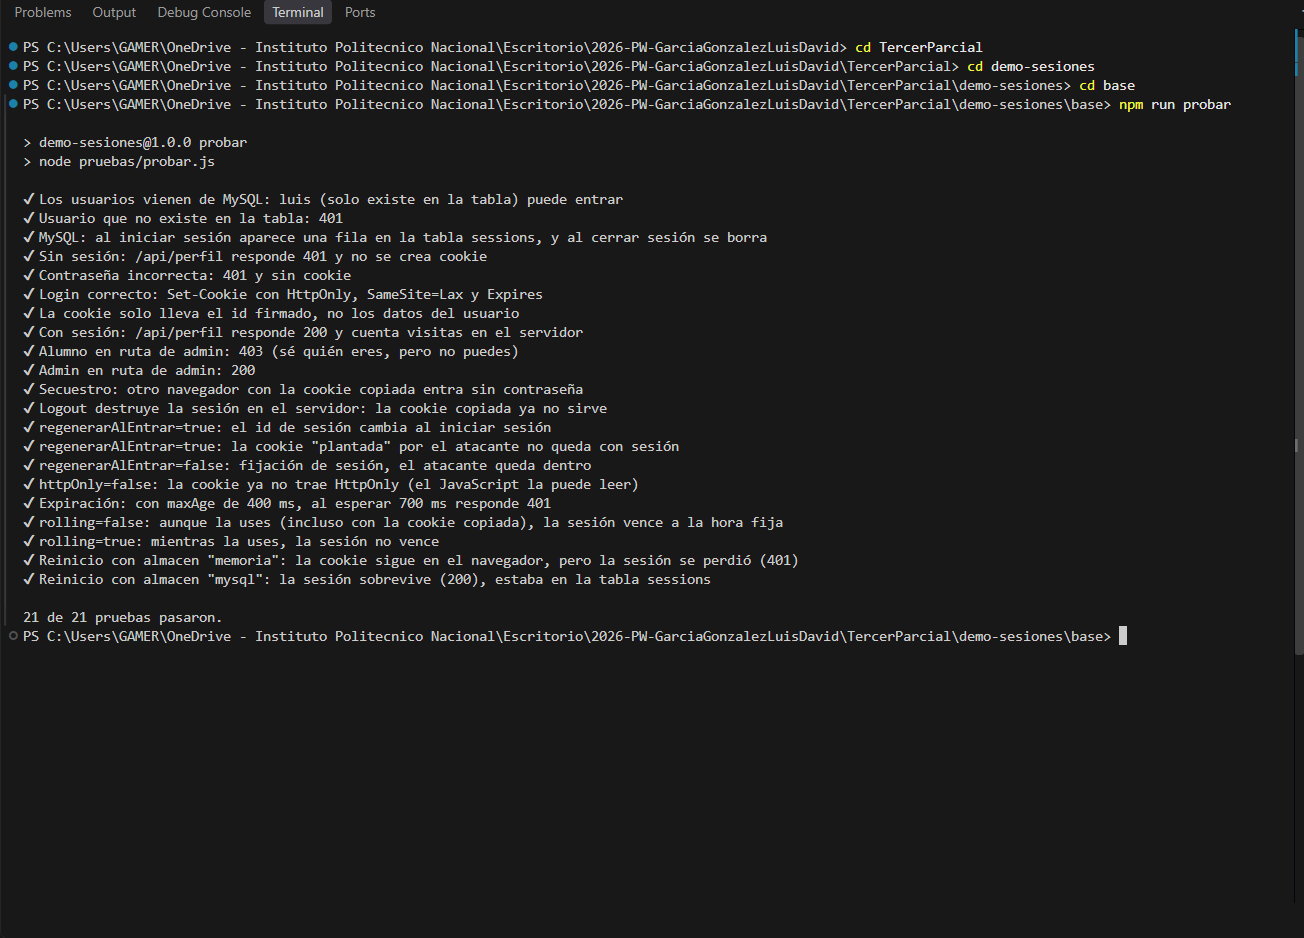 Problems Output Debug Console Terminal Ports
PS C:\Users\GAMER\OneDrive - Instituto Politecnico Nacional\Escritorio\2026-PW-GarciaGonzalezLuisDavid> cd TercerParcial
PS C:\Users\GAMER\OneDrive - Instituto Politecnico Nacional\Escritorio\2026-PW-GarciaGonzalezLuisDavid\TercerParcial> cd demo-sesiones
PS C:\Users\GAMER\OneDrive - Instituto Politecnico Nacional\Escritorio\2026-PW-GarciaGonzalezLuisDavid\TercerParcial\demo-sesiones> cd base
PS C:\Users\GAMER\OneDrive - Instituto Politecnico Nacional\Escritorio\2026-PW-GarciaGonzalezLuisDavid\TercerParcial\demo-sesiones\base> npm run probar
> demo-sesiones@1.0.0 probar
> node pruebas/probar.js
✓ Los usuarios vienen de MySQL: luis (solo existe en la tabla) puede entrar
✓ Usuario que no existe en la tabla: 401
✓ MySQL: al iniciar sesión aparece una fila en la tabla sessions, y al cerrar sesión se borra
✓ Sin sesión: /api/perfil responde 401 y no se crea cookie
✓ Contraseña incorrecta: 401 y sin cookie
✓ Login correcto: Set-Cookie con HttpOnly, SameSite=Lax y Expires
✓ La cookie solo lleva el id firmado, no los datos del usuario
✓ Con sesión: /api/perfil responde 200 y cuenta visitas en el servidor
✓ Alumno en ruta de admin: 403 (sé quién eres, pero no puedes)
✓ Admin en ruta de admin: 200
✓ Secuestro: otro navegador con la cookie copiada entra sin contraseña
✓ Logout destruye la sesión en el servidor: la cookie copiada ya no sirve
✓ regenerarAlEntrar=true: el id de sesión cambia al iniciar sesión
✓ regenerarAlEntrar=true: la cookie "plantada" por el atacante no queda con sesión
✓ regenerarAlEntrar=false: fijación de sesión, el atacante queda dentro
✓ httpOnly=false: la cookie ya no trae HttpOnly (el JavaScript la puede leer)
✓ Expiración: con maxAge de 400 ms, al esperar 700 ms responde 401
✓ rolling=false: aunque la uses (incluso con la cookie copiada), la sesión vence a la hora fija
✓ rolling=true: mientras la uses, la sesión no vence
✓ Reinicio con almacen "memoria": la cookie sigue en el navegador, pero la sesión se perdió (401)
✓ Reinicio con almacen "mysql": la sesión sobrevive (200), estaba en la tabla sessions
21 de 21 pruebas pasaron.
PS C:\Users\GAMER\OneDrive - Instituto Politecnico Nacional\Escritorio\2026-PW-GarciaGonzalezLuisDavid\TercerParcial\demo-sesiones\base>